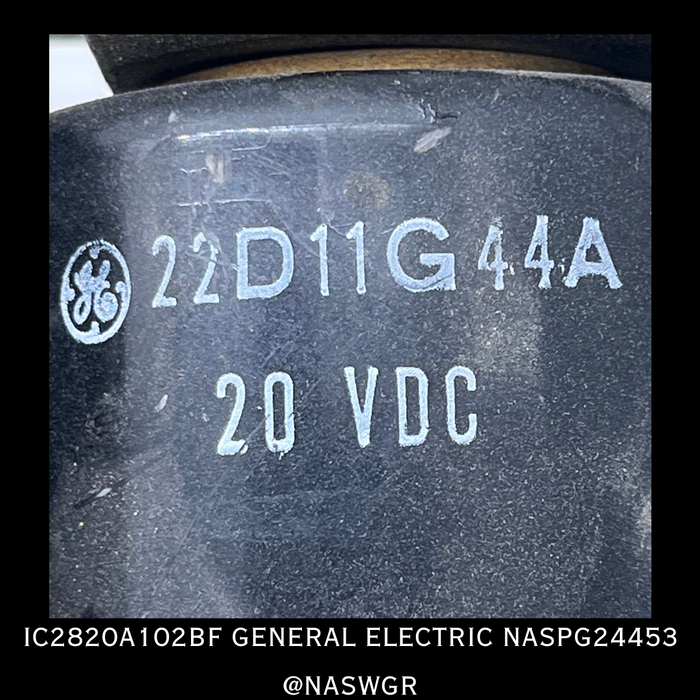 GE 22D11G44A
20 VDC
IC2820A102BF GENERAL ELECTRIC NASPG24453
@NASWGR